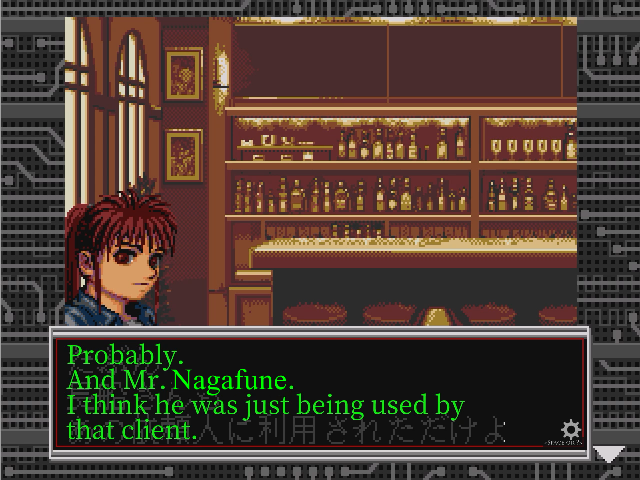 Probably.
And Mr. Nagafune.
I think he was just being used by
that client.
人に利用されただけよ